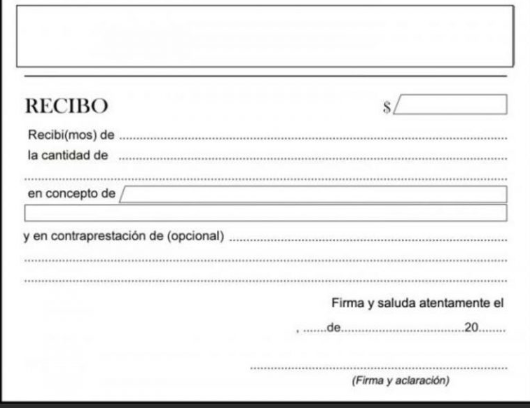 RECIBO $
Recibi(mos) de ............................................................
la cantidad de ............................................................
............................................................
en concepto de
y en contraprestación de (opcional) ............................................................
............................................................
............................................................
Firma y saluda atentamente el
, .......de....................................20.......
............................................................
(Firma y aclaración)